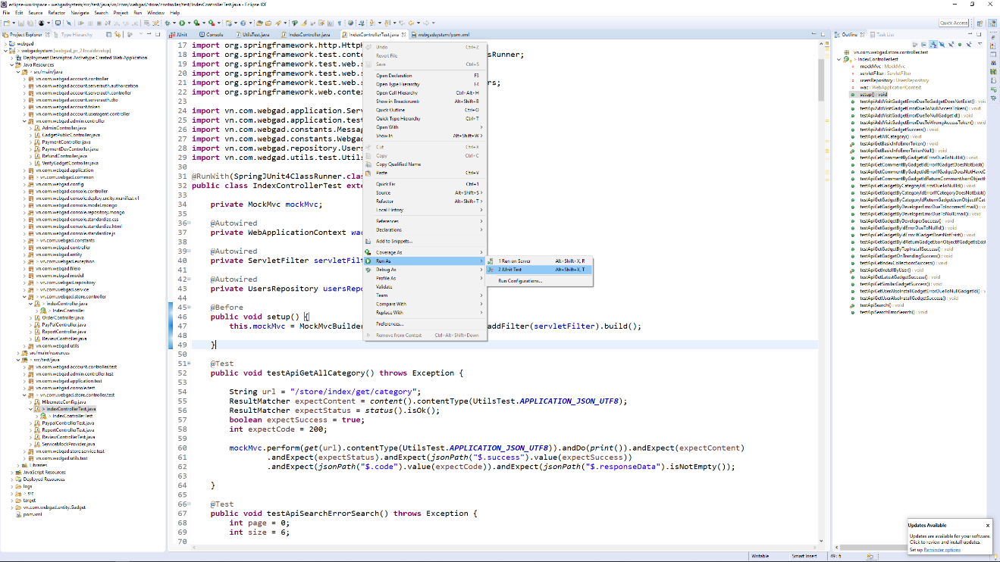 eclipse-workspace - webgadsystem/src/test/java/vn/com/webgad/store/controller/test/IndexControllerTest.java - Eclipse IDE
File Edit Source Refactor Navigate Search Project Run Window Help
Quick Access
Project Explorer Type Hierarchy
JUnit Console UtilsTest.java IndexController.java IndexControllerTest.java webgadsystem/pom.xml
Outline Task List
webgad
> webgadsystem [webgad_pr_2 localdevelop]
Deployment Descriptor: Archetype Created Web Application
Java Resources
> src/main/java
vn.com.webgad.account.controller
vn.com.webgad.account.serverauth.authorization
vn.com.webgad.account.serverauth.controller
vn.com.webgad.account.serverauth.dto
vn.com.webgad.account.token
vn.com.webgad.account.useragent.controller
vn.com.webgad.admin.controller
AdminController.java
GadgetPublicController.java
PaymentController.java
PaymentDevController.java
RefundController.java
VerifyGadgetController.java
vn.com.webgad.application
> vn.com.webgad.common
vn.com.webgad.config
vn.com.webgad.console.controller
vn.com.webgad.console.deploy.entity.manifest.v1
vn.com.webgad.console.model.mongo
vn.com.webgad.console.repository.mongo
vn.com.webgad.console.standardize.css
vn.com.webgad.console.standardize.html
vn.com.webgad.console.standardize.js
> vn.com.webgad.constants
vn.com.webgad.controller
vn.com.webgad.entity
> vn.com.webgad.exception
vn.com.webgad.fileio
vn.com.webgad.model
> vn.com.webgad.repository
vn.com.webgad.service
> vn.com.webgad.store.controller
> IndexController.java
> IndexController
OrderController.java
PayPalController.java
ReportController.java
ReviewController.java
vn.com.webgad.utils
src/main/resources
> src/test/java
vn.com.webgad.account.controller.test
vn.com.webgad.admin.controller.test
vn.com.webgad.application.test
vn.com.webgad.console.test
> vn.com.webgad.store.controller.test
HibernateConfig.java
> IndexControllerTest.java
> IndexControllerTest
PaypalControllerTest.java
ReportControllerTest.java
ReviewControllerTest.java
ServiceMockProvider.java
vn.com.webgad.store.service.test
vn.com.wedgad.utils.test
Libraries
JavaScript Resources
Deployed Resources
logs
> src
target
vn.com.webgad.entity.Gadget
pom.xml
17 import org.springframework.http.Http
18 import org.springframework.test.conte sRunner;
19 import org.springframework.test.web.s
20 import org.springframework.test.web.s
21 import org.springframework.test.web.s rs;
22 import org.springframework.web.conte
23
24 import vn.com.webgad.application.Serv
25 import vn.com.webgad.application.test
26 import vn.com.webgad.constants.Messag
27 import vn.com.webgad.constants.Webgad
28 import vn.com.webgad.repository.Users
29 import vn.com.wedgad.utils.test.Utils
30
31 @RunWith(SpringJUnit4ClassRunner.clas
32 public class IndexControllerTest exte
33
34 private MockMvc mockMvc;
35
36 @Autowired
37 private WebApplicationContext wac
38
39 @Autowired
40 private ServletFilter servletFilt
41
42 @Autowired
43 private UsersRepository usersRepo
44
45 @Before
46 public void setup() {
47 this.mockMvc = MockMvcBuilder addFilter(servletFilter).build();
48
49 }
50
51 @Test
52 public void testApiGetAllCategory() throws Exception {
53
54 String url = "/store/index/get/category";
55 ResultMatcher expectContent = content().contentType(UtilsTest.APPLICATION_JSON_UTF8);
56 ResultMatcher expectStatus = status().isOk();
57 boolean expectSuccess = true;
58 int expectCode = 200;
59
60 mockMvc.perform(get(url).contentType(UtilsTest.APPLICATION_JSON_UTF8)).andDo(print()).andExpect(expectContent)
61 .andExpect(expectStatus).andExpect(jsonPath("$.success").value(expectSuccess))
62 .andExpect(jsonPath("$.code").value(expectCode)).andExpect(jsonPath("$.responseData").isNotEmpty());
63
64 }
65
66 @Test
67 public void testApiSearchErrorSearch() throws Exception {
68 int page = 0;
69 int size = 6;
70
Undo Ctrl+Z
Revert File
Save Ctrl+S
Open Declaration F3
Open Type Hierarchy F4
Open Call Hierarchy Ctrl+Alt+H
Show in Breadcrumb Alt+Shift+B
Quick Outline Ctrl+O
Quick Type Hierarchy Ctrl+T
Open With
Show In Alt+Shift+W
Cut Ctrl+X
Copy Ctrl+C
Copy Qualified Name
Paste Ctrl+V
Quick Fix Ctrl+1
Source Alt+Shift+S
Refactor Alt+Shift+T
Local History
References
Declarations
Add to Snippets...
Coverage As
Run As
Debug As
Profile As
Validate
Team
Compare With
Replace With
Preferences...
Remove from Context Ctrl+Alt+Shift+Down
1 Run on Server Alt+Shift+X, R
2 JUnit Test Alt+Shift+X, T
Run Configurations...
vn.com.webgad.store.controller.test
> IndexControllerTest
mockMvc : MockMvc
servletFilter : ServletFilter
usersRepository : UsersRepository
wac : WebApplicationContext
setup() : void
testApiAddVisitGadgetErrorDueToGadgetDoesNotExist() : void
testApiAddVisitGadgetErrorDueToNullAccessToken() : void
testApiAddVisitGadgetErrorDueToNullGadgetId() : void
testApiAddVisitGadgetErrorDueToWrongAccessToken() : void
testApiAddVisitGadgetSuccess() : void
testApiGetAllCategory() : void
testApiGetBasicInfoErrorToken() : void
testApiGetBasicInfoErrorTokenNull() : void
testApiGetCommentByGadgetIdErrorDueToNullId() : void
testApiGetCommentByGadgetIdErrorIfGadgetDoesNotExist()
testApiGetCommentByGadgetIdErrorIfGadgetDoesNotHaveC
testApiGetCommentByGadgetIdReturnCommentJsonObjectI
testApiGetGadgetByCategoryIdErrorDueToNullId() : void
testApiGetGadgetByCategoryIdErrorIfCategoryDoesNotExist()
testApiGetGadgetByCategoryIdReturnGadgetJsonObjectIfCat
testApiGetGadgetByDeveloperErrorDueToIncorrectEmail() : v
testApiGetGadgetByDeveloperErrorDueToNullEmail() : void
testApiGetGadgetByDeveloperSuccess() : void
testApiGetGadgetByIdErrorDueToNullId() : void
testApiGetGadgetByIdErrorIfGadgetDoesNotExist() : void
testApiGetGadgetByIdReturnGadgetJsonObjectIfGadgetExist
testApiGetGadgetByTopInstallSuccess() : void
testApiGetIndexCollectionsSuccess() : void
testApiGetInstallByUser() : void
testApiGetLatestGadgetSuccess() : void
testApiGetSimilarGadgetSuccess() : void
testApiGetUserAlsoInstallGadgetErrorDueToNullGadgetId() : v
testApiGetUserAlsoInstallGadgetSuccess() : void
testApiSearch() : void
testApiSearchErrorSearch() : void
Updates Available x
Updates are available for your software.
Click to review and install updates.
Set up Reminder options
Writable Smart Insert 49 : 6